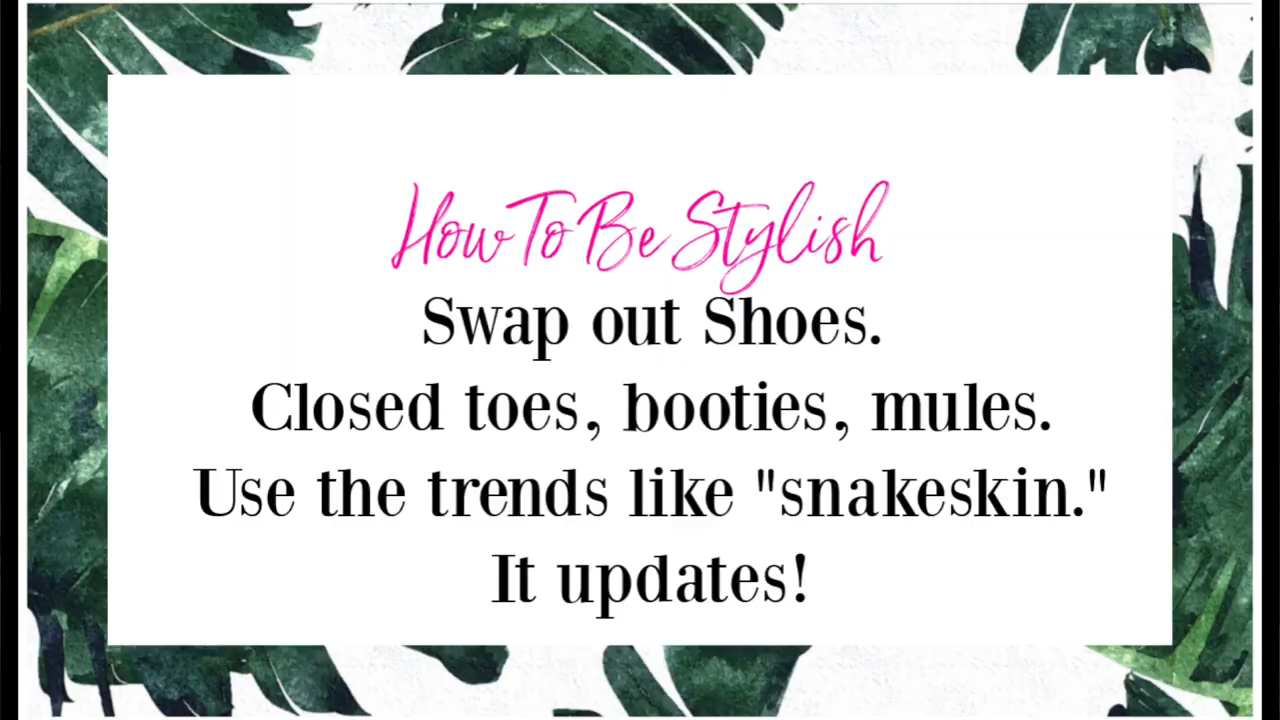 How To Be Stylish
Swap out Shoes.
Closed toes, booties, mules.
Use the trends like "snakeskin."
It updates!